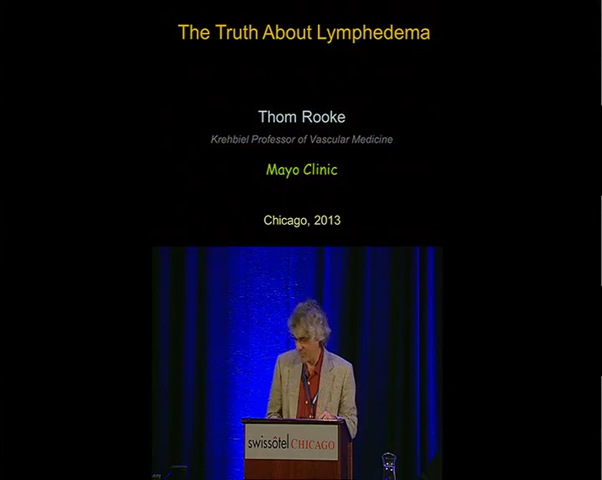 The Truth About Lymphedema
Thom Rooke
Krehbiel Professor of Vascular Medicine
Mayo Clinic
Chicago, 2013
swissôtel CHICAGO